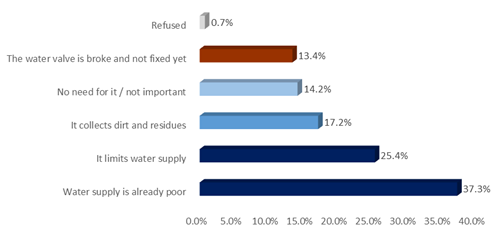 Refused 0.7%
The water valve is broke and not fixed yet 13.4%
No need for it / not important 14.2%
It collects dirt and residues 17.2%
It limits water supply 25.4%
Water supply is already poor 37.3%
0.0% 5.0% 10.0% 15.0% 20.0% 25.0% 30.0% 35.0% 40.0%